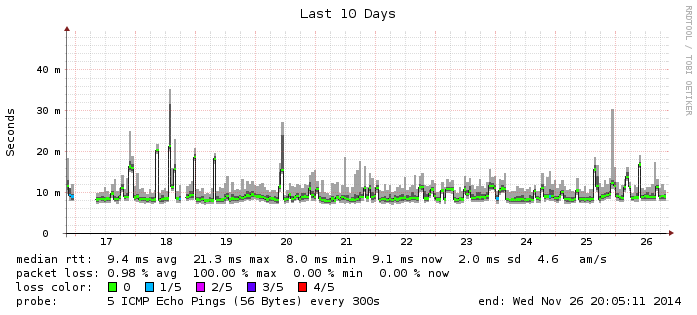 Last 10 Days
RRDTOOL / TOBI OETIKER
Seconds
40 m
30 m
20 m
10 m
0
17 18 19 20 21 22 23 24 25 26
median rtt: 9.4 ms avg 21.3 ms max 8.0 ms min 9.1 ms now 2.0 ms sd 4.6 am/s
packet loss: 0.98 % avg 100.00 % max 0.00 % min 0.00 % now
loss color: 0 1/5 2/5 3/5 4/5
probe: 5 ICMP Echo Pings (56 Bytes) every 300s end: Wed Nov 26 20:05:11 2014